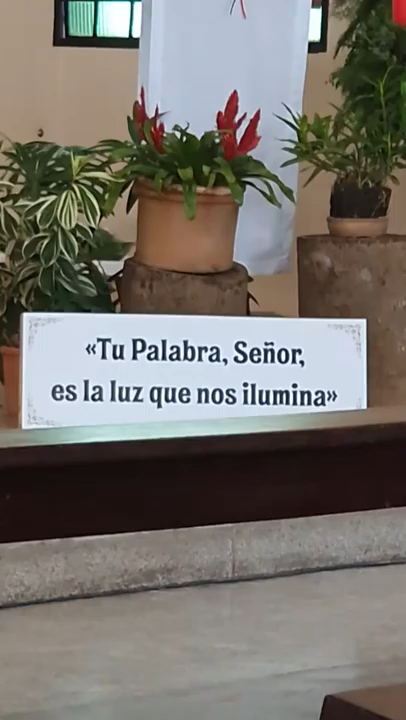 «Tu Palabra, Señor,
es la luz que nos ilumina»